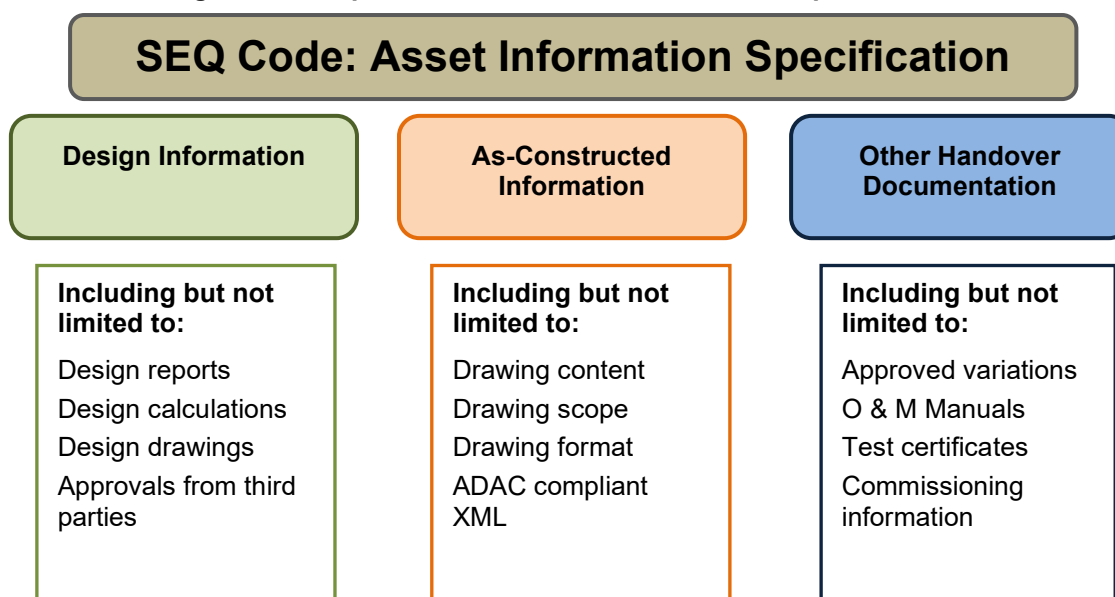 SEQ Code: Asset Information Specification
Design Information
As-Constructed
Information
Other Handover
Documentation
Including but not
limited to:
Design reports
Design calculations
Design drawings
Approvals from third
parties
Including but not
limited to:
Drawing content
Drawing scope
Drawing format
ADAC compliant
XML
Including but not
limited to:
Approved variations
O & M Manuals
Test certificates
Commissioning
information